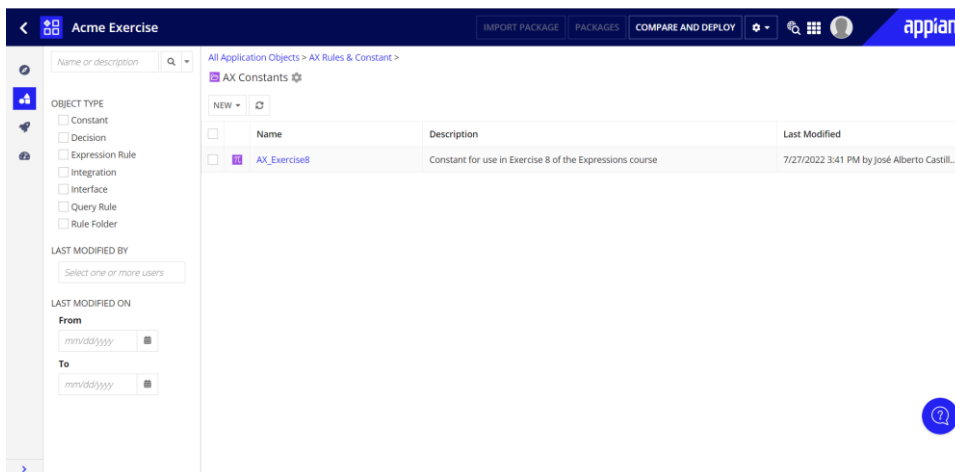 Acme Exercise
IMPORT PACKAGE
PACKAGES
COMPARE AND DEPLOY
appian
Name or description
All Application Objects > AX Rules & Constant >
AX Constants
OBJECT TYPE
Constant
Decision
Expression Rule
Integration
Interface
Query Rule
Rule Folder
LAST MODIFIED BY
Select one or more users
LAST MODIFIED ON
From
mm/dd/yyyy
To
mm/dd/yyyy
NEW
Name Description Last Modified
π AX_Exercise8 Constant for use in Exercise 8 of the Expressions course 7/27/2022 3:41 PM by José Alberto Castill...